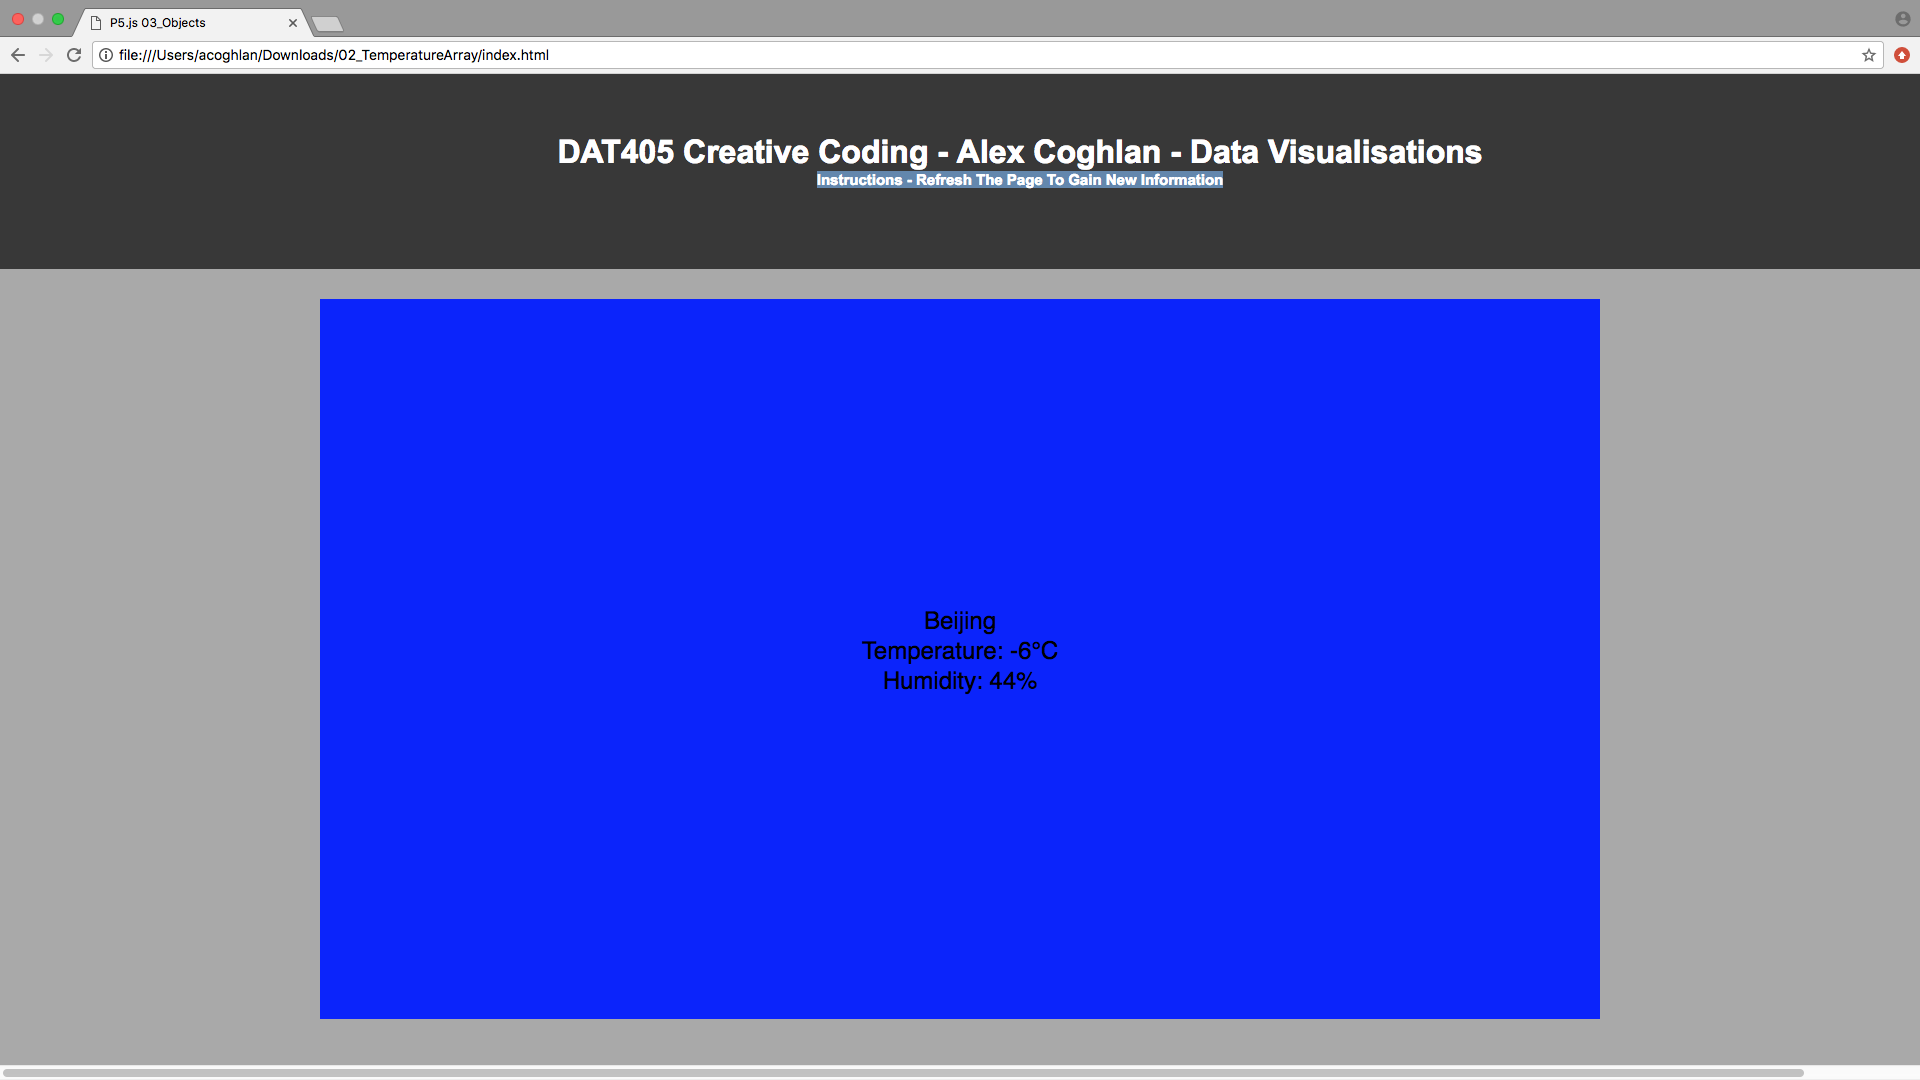 P5.js 03_Objects
file:///Users/acoghlan/Downloads/02_TemperatureArray/index.html
DAT405 Creative Coding - Alex Coghlan - Data Visualisations
Instructions - Refresh The Page To Gain New Information
Beijing
Temperature: -6°C
Humidity: 44%